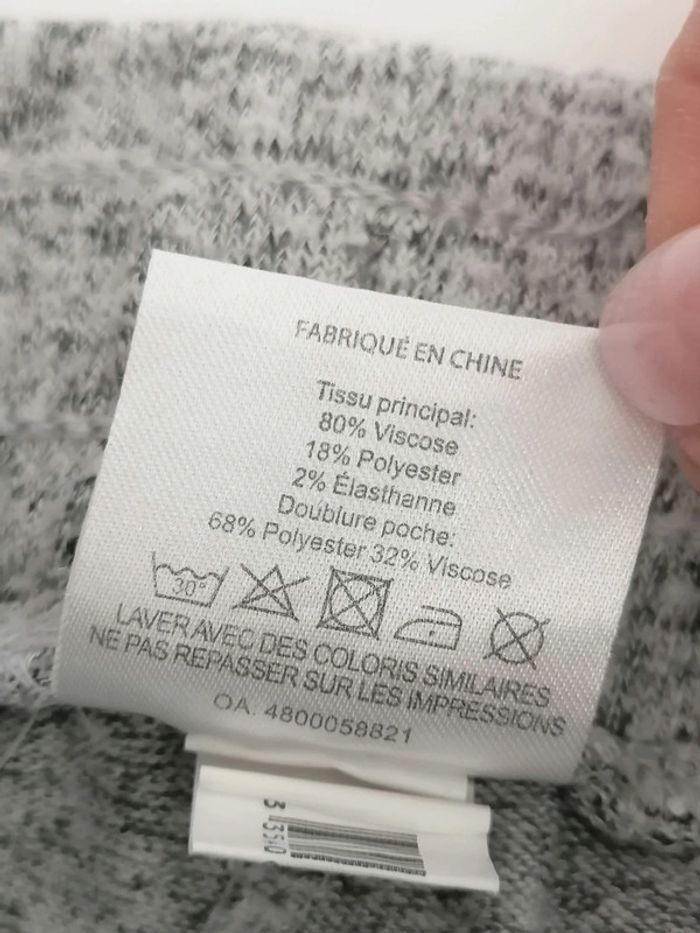 FABRIQUÉ EN CHINE
Tissu principal:
80% Viscose
18% Polyester
2% Élasthanne
Doublure poche:
68% Polyester 32% Viscose
30°
LAVER AVEC DES COLORIS SIMILAIRES
NE PAS REPASSER SUR LES IMPRESSIONS
OA. 4800058821